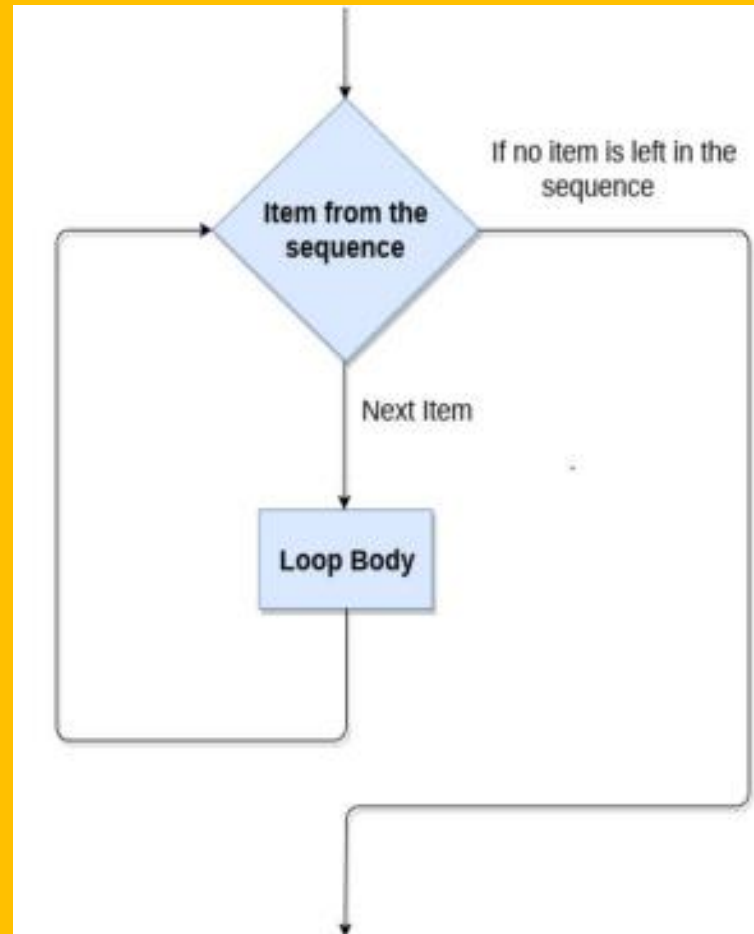 If no item is left in the
sequence
Item from the
sequence
Next Item
Loop Body